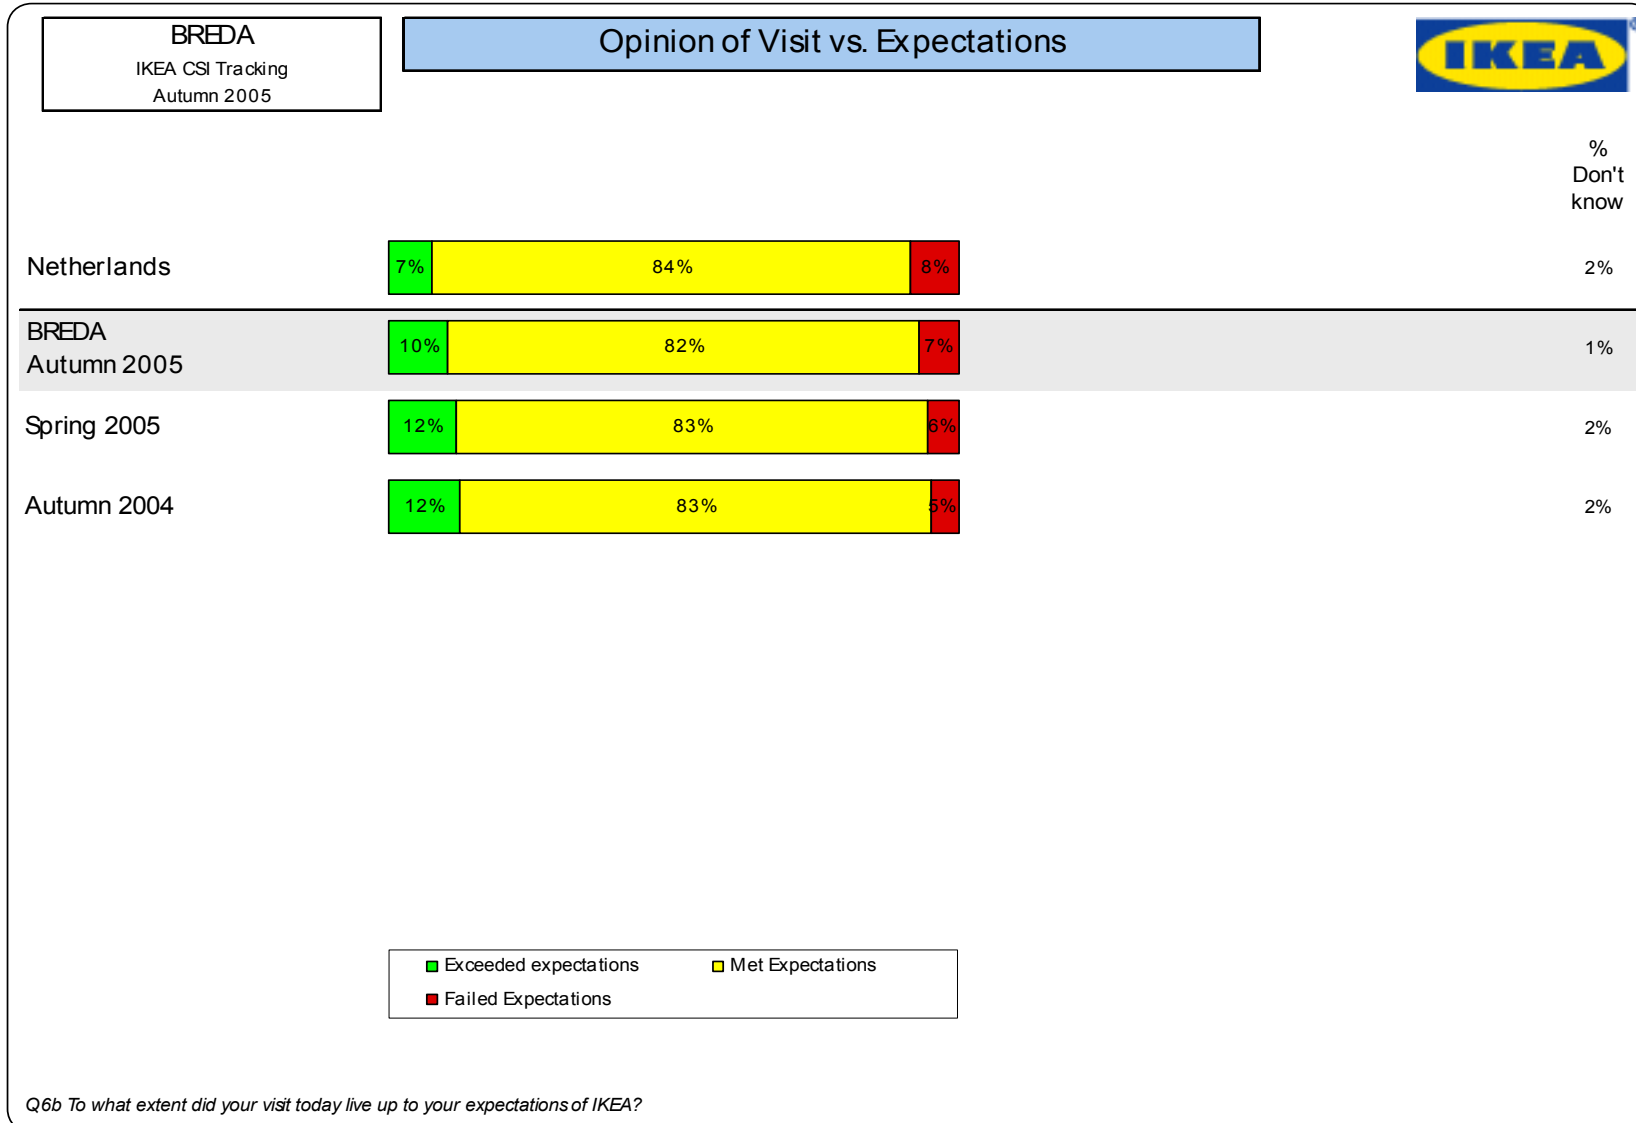 BREDA
IKEA CSI Tracking
Autumn 2005
Opinion of Visit vs. Expectations
IKEA
%
Don't
know
Netherlands
7% 84% 8% 2%
BREDA
Autumn 2005
10% 82% 7% 1%
Spring 2005 12% 83% 6% 2%
Autumn 2004 12% 83% 5% 2%
Exceeded expectations Met Expectations
Failed Expectations
Q6b To what extent did your visit today live up to your expectations of IKEA?